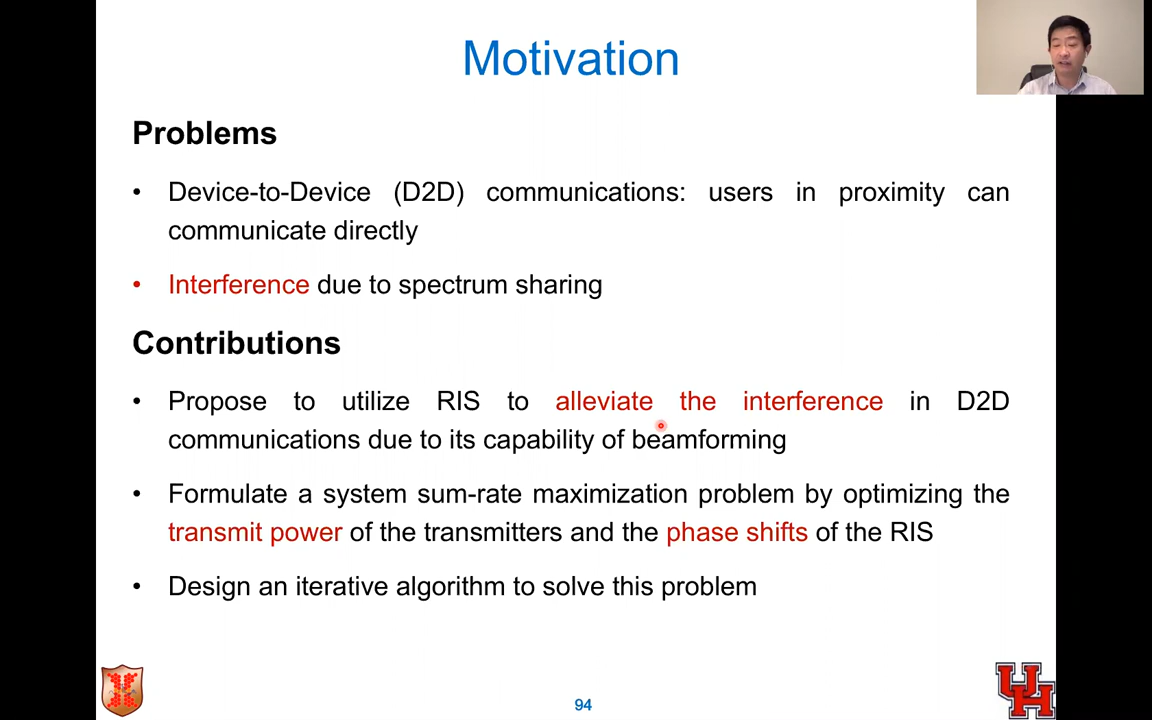 Motivation
Problems
• Device-to-Device (D2D) communications: users in proximity can
communicate directly
• Interference due to spectrum sharing
Contributions
• Propose to utilize RIS to alleviate the interference in D2D
communications due to its capability of beamforming
• Formulate a system sum-rate maximization problem by optimizing the
transmit power of the transmitters and the phase shifts of the RIS
• Design an iterative algorithm to solve this problem
94
UH